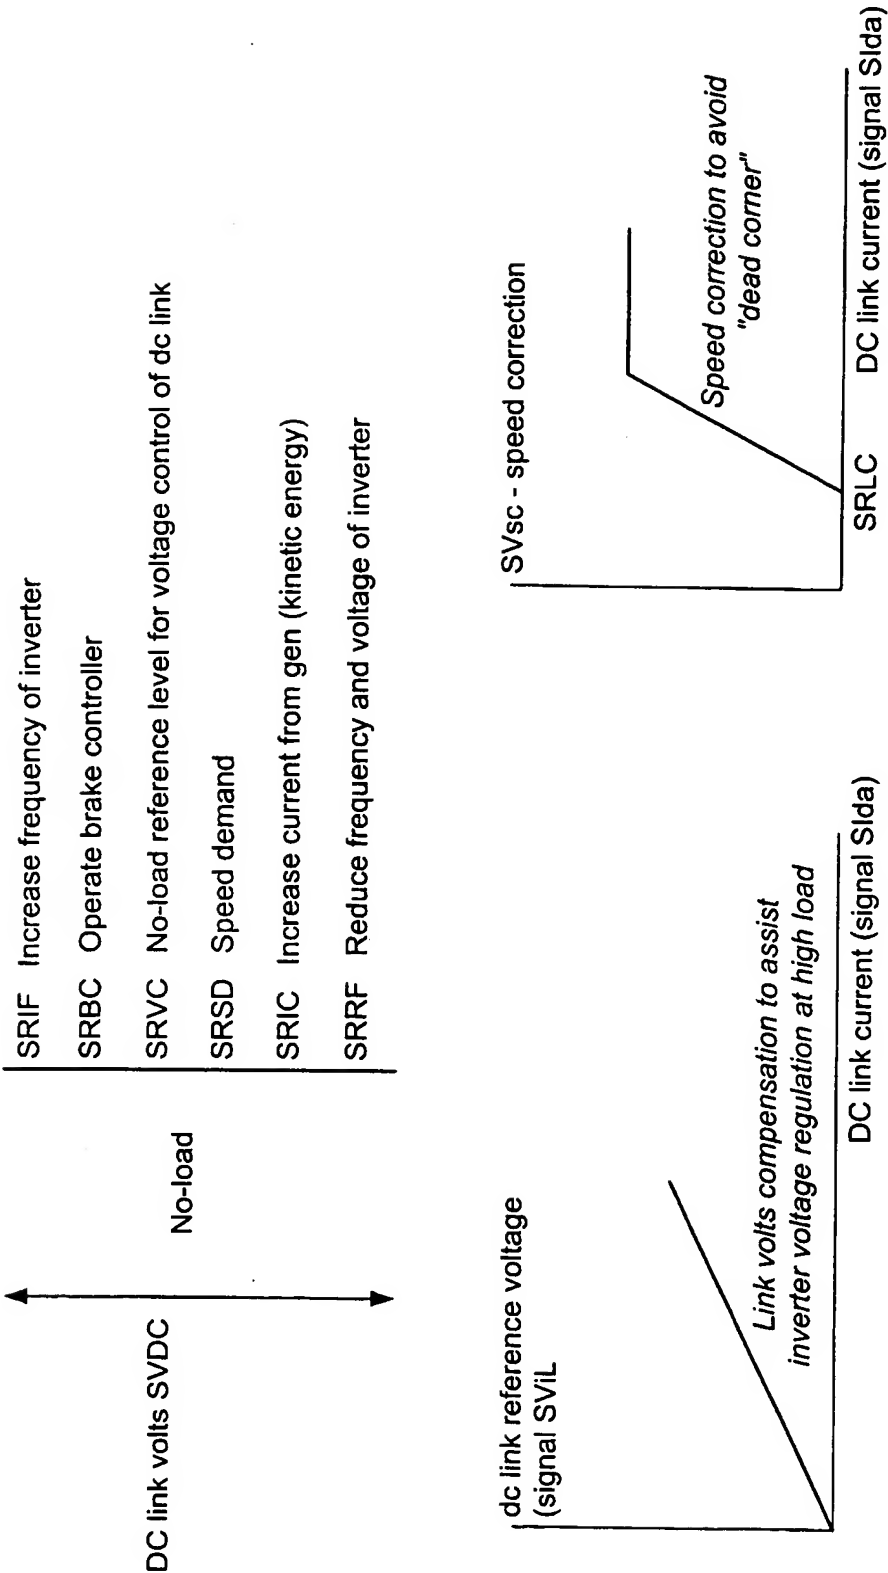 DC link volts SVDC
No-load
SRIF Increase frequency of inverter
SRBC Operate brake controller
SRVC No-load reference level for voltage control of dc link
SRSD Speed demand
SRIC Increase current from gen (kinetic energy)
SRRF Reduce frequency and voltage of inverter
dc link reference voltage
(signal SViL
Link volts compensation to assist
inverter voltage regulation at high load
DC link current (signal SIda)
SVsc - speed correction
Speed correction to avoid
"dead corner"
SRLC
DC link current (signal SIda)